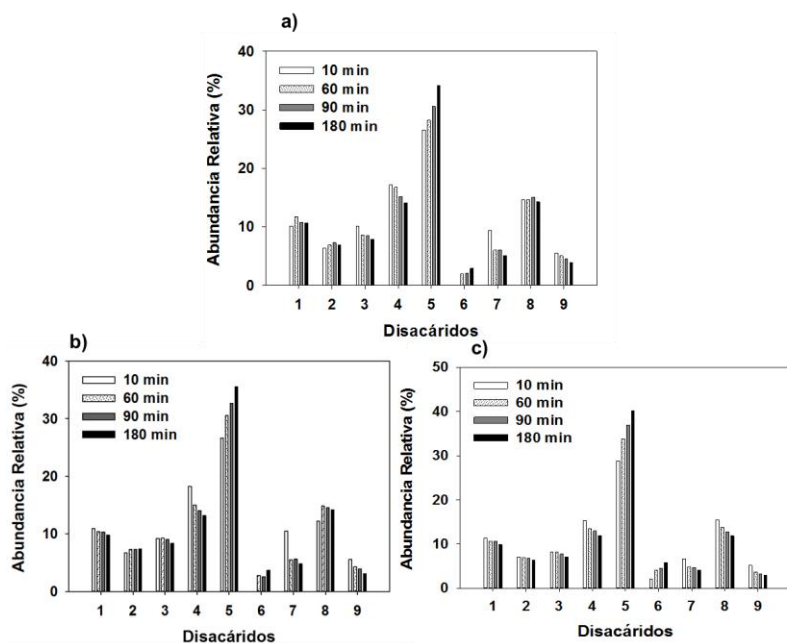 a)
Abundancia Relativa (%)
40
30
20
10
0
10 min
60 min
90 min
180 min
1 2 3 4 5 6 7 8 9
Disacáridos
b)
Abundancia Relativa (%)
40
30
20
10
0
10 min
60 min
90 min
180 min
1 2 3 4 5 6 7 8 9
Disacáridos
c)
Abundancia Relativa (%)
50
40
30
20
10
0
10 min
60 min
90 min
180 min
1 2 3 4 5 6 7 8 9
Disacáridos